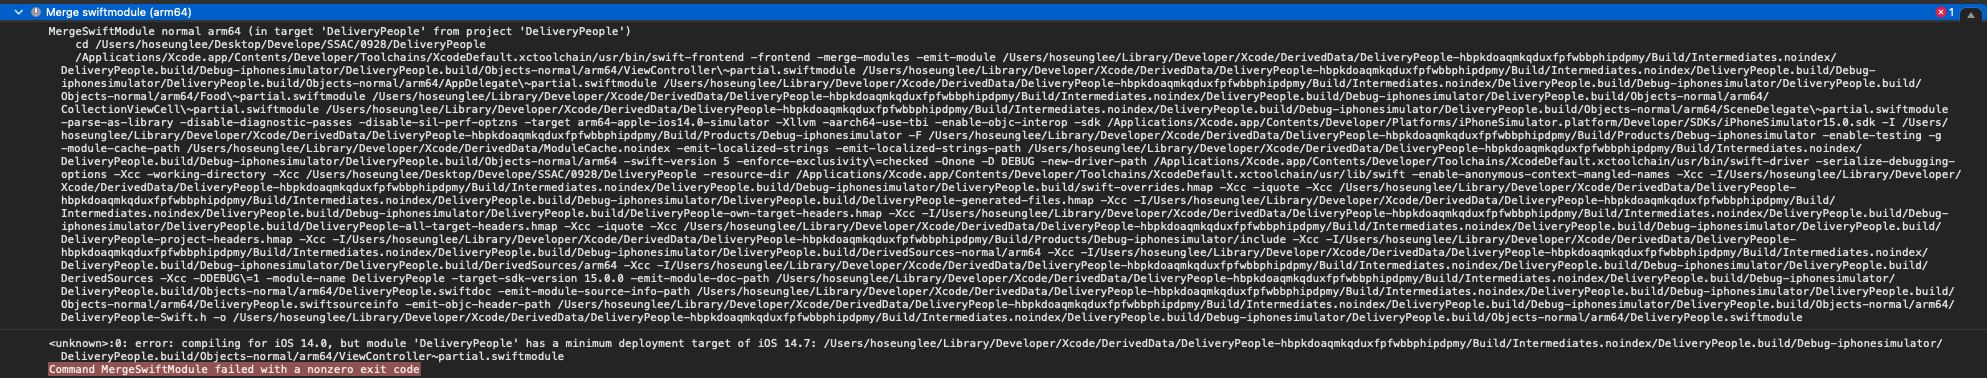 Merge swiftmodule (arm64)
1
MergeSwiftModule normal arm64 (in target 'DeliveryPeople' from project 'DeliveryPeople')
cd /Users/hoseunglee/Desktop/Develope/SSAC/0928/DeliveryPeople
/Applications/Xcode.app/Contents/Developer/Toolchains/XcodeDefault.xctoolchain/usr/bin/swift-frontend -frontend -merge-modules -emit-module /Users/hoseunglee/Library/Developer/Xcode/DerivedData/DeliveryPeople-hbpkdoaqmkqduxfpfwbbphipdpmy/Build/Intermediates.noindex/
DeliveryPeople.build/Debug-iphonesimulator/DeliveryPeople.build/Objects-normal/arm64/ViewController\~partial.swiftmodule /Users/hoseunglee/Library/Developer/Xcode/DerivedData/DeliveryPeople-hbpkdoaqmkqduxfpfwbbphipdpmy/Build/Intermediates.noindex/DeliveryPeople.build/Debug-
iphonesimulator/DeliveryPeople.build/Objects-normal/arm64/AppDelegate\~partial.swiftmodule /Users/hoseunglee/Library/Developer/Xcode/DerivedData/DeliveryPeople-hbpkdoaqmkqduxfpfwbbphipdpmy/Build/Intermediates.noindex/DeliveryPeople.build/Debug-iphonesimulator/DeliveryPeople.build/
Objects-normal/arm64/Food\~partial.swiftmodule /Users/hoseunglee/Library/Developer/Xcode/DerivedData/DeliveryPeople-hbpkdoaqmkqduxfpfwbbphipdpmy/Build/Intermediates.noindex/DeliveryPeople.build/Debug-iphonesimulator/DeliveryPeople.build/Objects-normal/arm64/
CollectionViewCell\~partial.swiftmodule /Users/hoseunglee/Library/Developer/Xcode/DerivedData/DeliveryPeople-hbpkdoaqmkqduxfpfwbbphipdpmy/Build/Intermediates.noindex/DeliveryPeople.build/Debug-iphonesimulator/DeliveryPeople.build/Objects-normal/arm64/SceneDelegate\~partial.swiftmodule
-parse-as-library -disable-diagnostic-passes -disable-sil-perf-optzns -target arm64-apple-ios14.0-simulator -Xllvm -aarch64-use-tbi -enable-objc-interop -sdk /Applications/Xcode.app/Contents/Developer/Platforms/iPhoneSimulator.platform/Developer/SDKs/iPhoneSimulator15.0.sdk -I /Users/
hoseunglee/Library/Developer/Xcode/DerivedData/DeliveryPeople-hbpkdoaqmkqduxfpfwbbphipdpmy/Build/Products/Debug-iphonesimulator -F /Users/hoseunglee/Library/Developer/Xcode/DerivedData/DeliveryPeople-hbpkdoaqmkqduxfpfwbbphipdpmy/Build/Products/Debug-iphonesimulator -enable-testing -g
-module-cache-path /Users/hoseunglee/Library/Developer/Xcode/DerivedData/ModuleCache.noindex -emit-localized-strings -emit-localized-strings-path /Users/hoseunglee/Library/Developer/Xcode/DerivedData/DeliveryPeople-hbpkdoaqmkqduxfpfwbbphipdpmy/Build/Intermediates.noindex/
DeliveryPeople.build/Debug-iphonesimulator/DeliveryPeople.build/Objects-normal/arm64 -swift-version 5 -enforce-exclusivity\=checked -Onone -D DEBUG -new-driver-path /Applications/Xcode.app/Contents/Developer/Toolchains/XcodeDefault.xctoolchain/usr/bin/swift-driver -serialize-debugging-
options -Xcc -working-directory -Xcc /Users/hoseunglee/Desktop/Develope/SSAC/0928/DeliveryPeople -resource-dir /Applications/Xcode.app/Contents/Developer/Toolchains/XcodeDefault.xctoolchain/usr/lib/swift -enable-anonymous-context-mangled-names -Xcc -I/Users/hoseunglee/Library/Developer/
Xcode/DerivedData/DeliveryPeople-hbpkdoaqmkqduxfpfwbbphipdpmy/Build/Intermediates.noindex/DeliveryPeople.build/Debug-iphonesimulator/DeliveryPeople.build/swift-overrides.hmap -Xcc -iquote -Xcc /Users/hoseunglee/Library/Developer/Xcode/DerivedData/DeliveryPeople-
hbpkdoaqmkqduxfpfwbbphipdpmy/Build/Intermediates.noindex/DeliveryPeople.build/Debug-iphonesimulator/DeliveryPeople.build/DeliveryPeople-generated-files.hmap -Xcc -I/Users/hoseunglee/Library/Developer/Xcode/DerivedData/DeliveryPeople-hbpkdoaqmkqduxfpfwbbphipdpmy/Build/
Intermediates.noindex/DeliveryPeople.build/Debug-iphonesimulator/DeliveryPeople.build/DeliveryPeople-own-target-headers.hmap -Xcc -I/Users/hoseunglee/Library/Developer/Xcode/DerivedData/DeliveryPeople-hbpkdoaqmkqduxfpfwbbphipdpmy/Build/Intermediates.noindex/DeliveryPeople.build/Debug-
iphonesimulator/DeliveryPeople.build/DeliveryPeople-all-target-headers.hmap -Xcc -iquote -Xcc /Users/hoseunglee/Library/Developer/Xcode/DerivedData/DeliveryPeople-hbpkdoaqmkqduxfpfwbbphipdpmy/Build/Intermediates.noindex/DeliveryPeople.build/Debug-iphonesimulator/DeliveryPeople.build/
DeliveryPeople-project-headers.hmap -Xcc -I/Users/hoseunglee/Library/Developer/Xcode/DerivedData/DeliveryPeople-hbpkdoaqmkqduxfpfwbbphipdpmy/Build/Products/Debug-iphonesimulator/include -Xcc -I/Users/hoseunglee/Library/Developer/Xcode/DerivedData/DeliveryPeople-
hbpkdoaqmkqduxfpfwbbphipdpmy/Build/Intermediates.noindex/DeliveryPeople.build/Debug-iphonesimulator/DeliveryPeople.build/DerivedSources-normal/arm64 -Xcc -I/Users/hoseunglee/Library/Developer/Xcode/DerivedData/DeliveryPeople-hbpkdoaqmkqduxfpfwbbphipdpmy/Build/Intermediates.noindex/
DeliveryPeople.build/Debug-iphonesimulator/DeliveryPeople.build/DerivedSources/arm64 -Xcc -I/Users/hoseunglee/Library/Developer/Xcode/DerivedData/DeliveryPeople-hbpkdoaqmkqduxfpfwbbphipdpmy/Build/Intermediates.noindex/DeliveryPeople.build/Debug-iphonesimulator/DeliveryPeople.build/
DerivedSources -Xcc -DDEBUG\=1 -module-name DeliveryPeople -target-sdk-version 15.0.0 -emit-module-doc-path /Users/hoseunglee/Library/Developer/Xcode/DerivedData/DeliveryPeople-hbpkdoaqmkqduxfpfwbbphipdpmy/Build/Intermediates.noindex/DeliveryPeople.build/Debug-iphonesimulator/
DeliveryPeople.build/Objects-normal/arm64/DeliveryPeople.swiftdoc -emit-module-source-info-path /Users/hoseunglee/Library/Developer/Xcode/DerivedData/DeliveryPeople-hbpkdoaqmkqduxfpfwbbphipdpmy/Build/Intermediates.noindex/DeliveryPeople.build/Debug-iphonesimulator/DeliveryPeople.build/
Objects-normal/arm64/DeliveryPeople.swiftsourceinfo -emit-objc-header-path /Users/hoseunglee/Library/Developer/Xcode/DerivedData/DeliveryPeople-hbpkdoaqmkqduxfpfwbbphipdpmy/Build/Intermediates.noindex/DeliveryPeople.build/Debug-iphonesimulator/DeliveryPeople.build/Objects-normal/arm64/
DeliveryPeople-Swift.h -o /Users/hoseunglee/Library/Developer/Xcode/DerivedData/DeliveryPeople-hbpkdoaqmkqduxfpfwbbphipdpmy/Build/Intermediates.noindex/DeliveryPeople.build/Debug-iphonesimulator/DeliveryPeople.build/Objects-normal/arm64/DeliveryPeople.swiftmodule
<unknown>:0: error: compiling for iOS 14.0, but module 'DeliveryPeople' has a minimum deployment target of iOS 14.7: /Users/hoseunglee/Library/Developer/Xcode/DerivedData/DeliveryPeople-hbpkdoaqmkqduxfpfwbbphipdpmy/Build/Intermediates.noindex/DeliveryPeople.build/Debug-iphonesimulator/
DeliveryPeople.build/Objects-normal/arm64/ViewController~partial.swiftmodule
Command MergeSwiftModule failed with a nonzero exit code